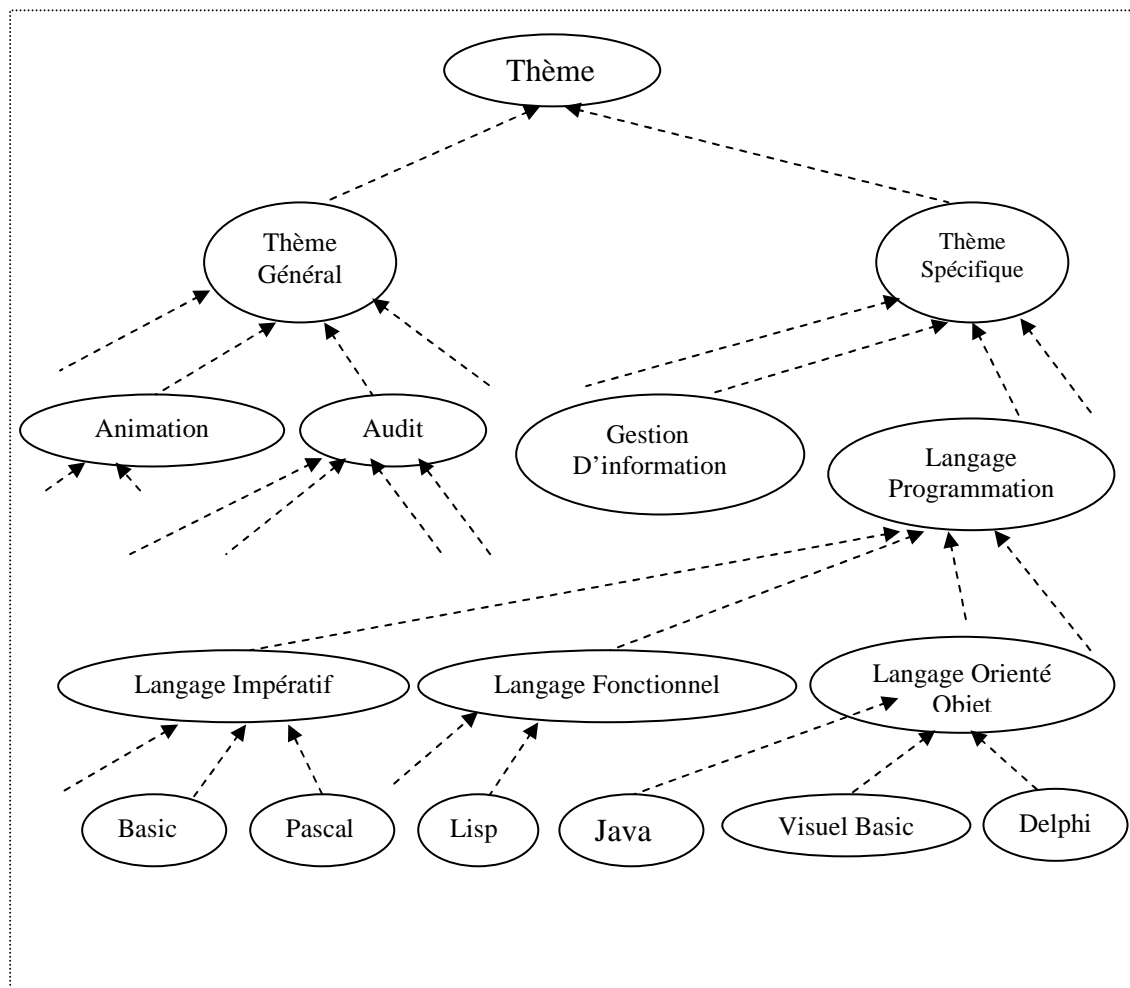 Thème
Thème
Général
Thème
Spécifique
Animation
Audit
Gestion
D’information
Langage
Programmation
Langage Impératif
Langage Fonctionnel
Langage Orienté
Objet
Basic
Pascal
Lisp
Java
Visuel Basic
Delphi